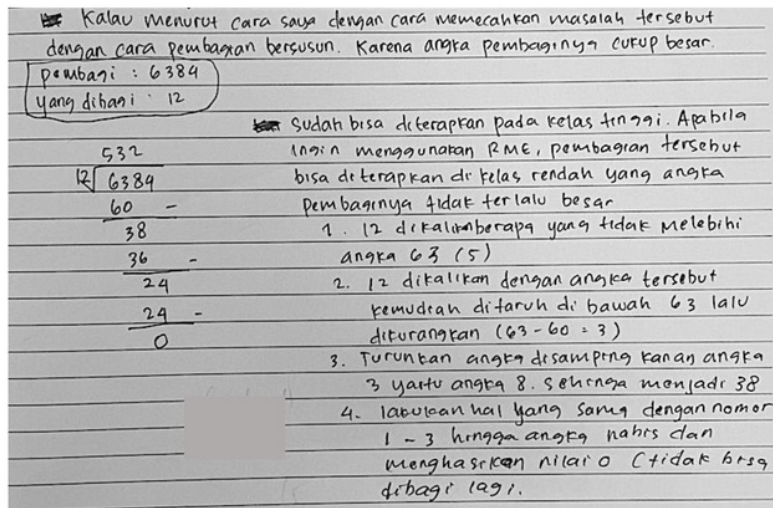 Kalau menurut cara saya dengan cara memecahkan masalah tersebut
dengan cara pembagian bersusun. Karena angka pembaginya cukup besar.
pembagi : 6384
yang dibagi : 12
532
12√6384
60 -
38
36 -
24
24 -
0
sudah bisa diterapkan pada kelas tinggi. Apabila
ingin menggunakan RME, pembagian tersebut
bisa diterapkan di kelas rendah yang angka
pembaginya tidak terlalu besar
1. 12 dikali berapa yang tidak melebihi
angka 63 (5)
2. 12 dikalikan dengan angka tersebut
kemudian ditaruh di bawah 63 lalu
dikurangkan (63 - 60 = 3)
3. Turunkan angka disamping kanan angka
3 yaitu angka 8. sehingga menjadi 38
4. lakukan hal yang sama dengan nomor
1 - 3 hingga angka habis dan
menghasilkan nilai 0 (tidak bisa
dibagi lagi.